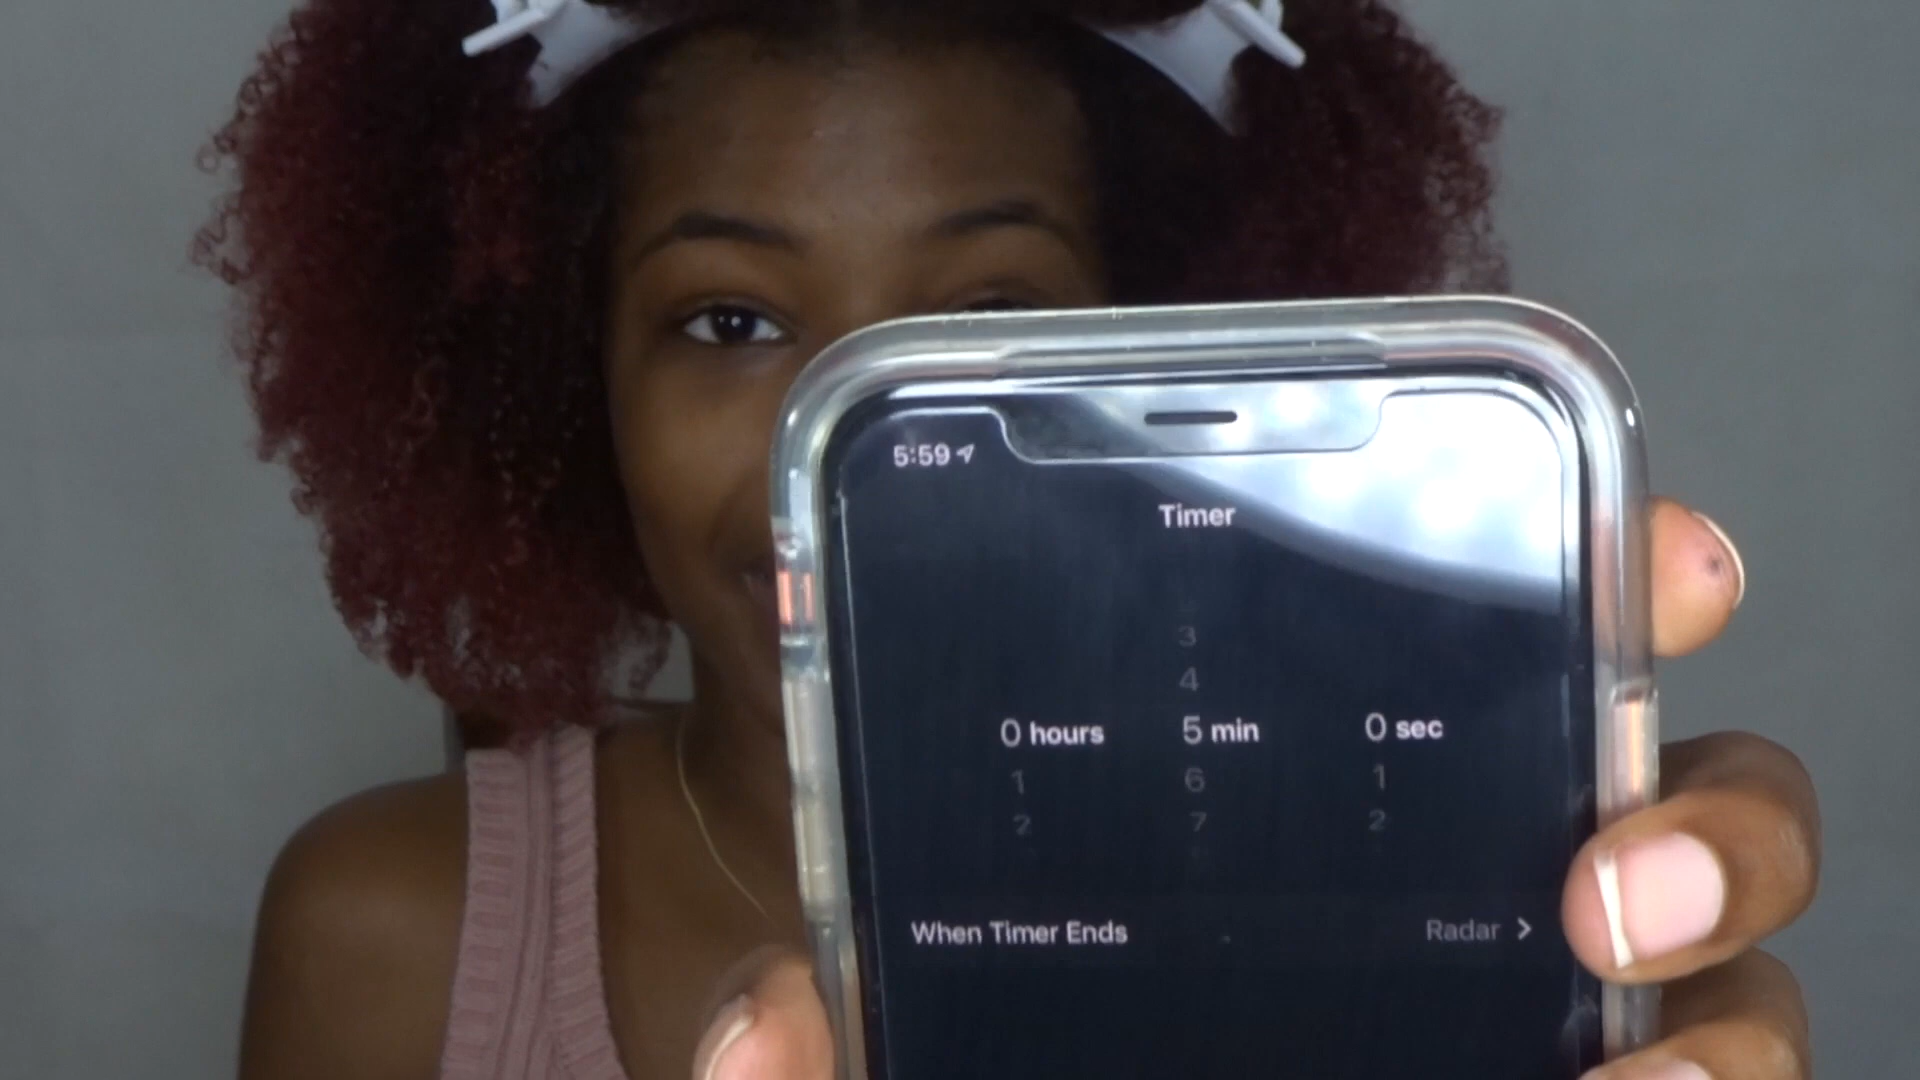 5:59
Timer
3
4
0 hours 5 min 0 sec
1 6 1
2 7 2
When Timer Ends Radar